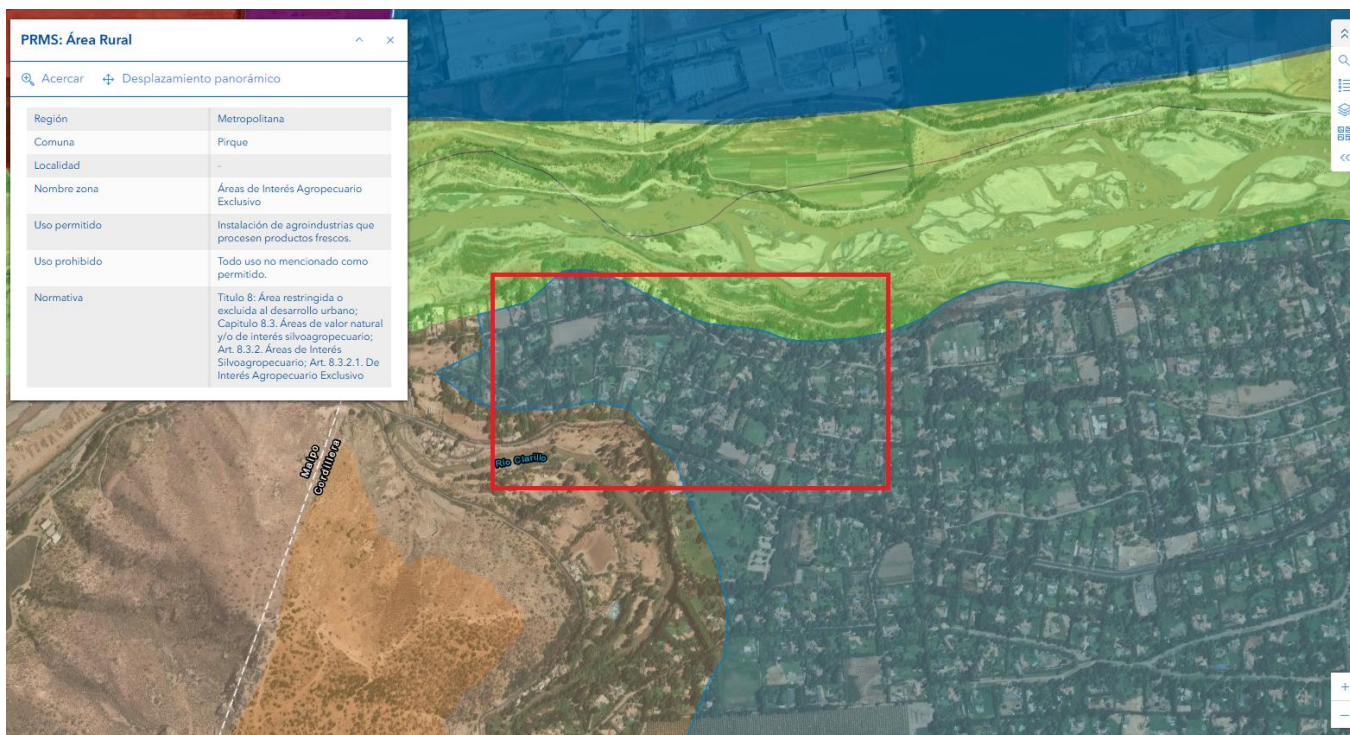 PRMS: Área Rural
Acercar Desplazamiento panorámico
Región Metropolitana
Comuna Pirque
Localidad -
Nombre zona Áreas de Interés Agropecuario
Exclusivo
Uso permitido Instalación de agroindustrias que
procesen productos frescos.
Uso prohibido Todo uso no mencionado como
permitido.
Normativa Titulo 8: Área restringida o
excluida al desarrollo urbano;
Capitulo 8.3. Áreas de valor natural
y/o de interés silvoagropecuario;
Art. 8.3.2. Áreas de Interés
Silvoagropecuario; Art. 8.3.2.1. De
Interés Agropecuario Exclusivo
Maipo
Cordillera
Río Clarillo